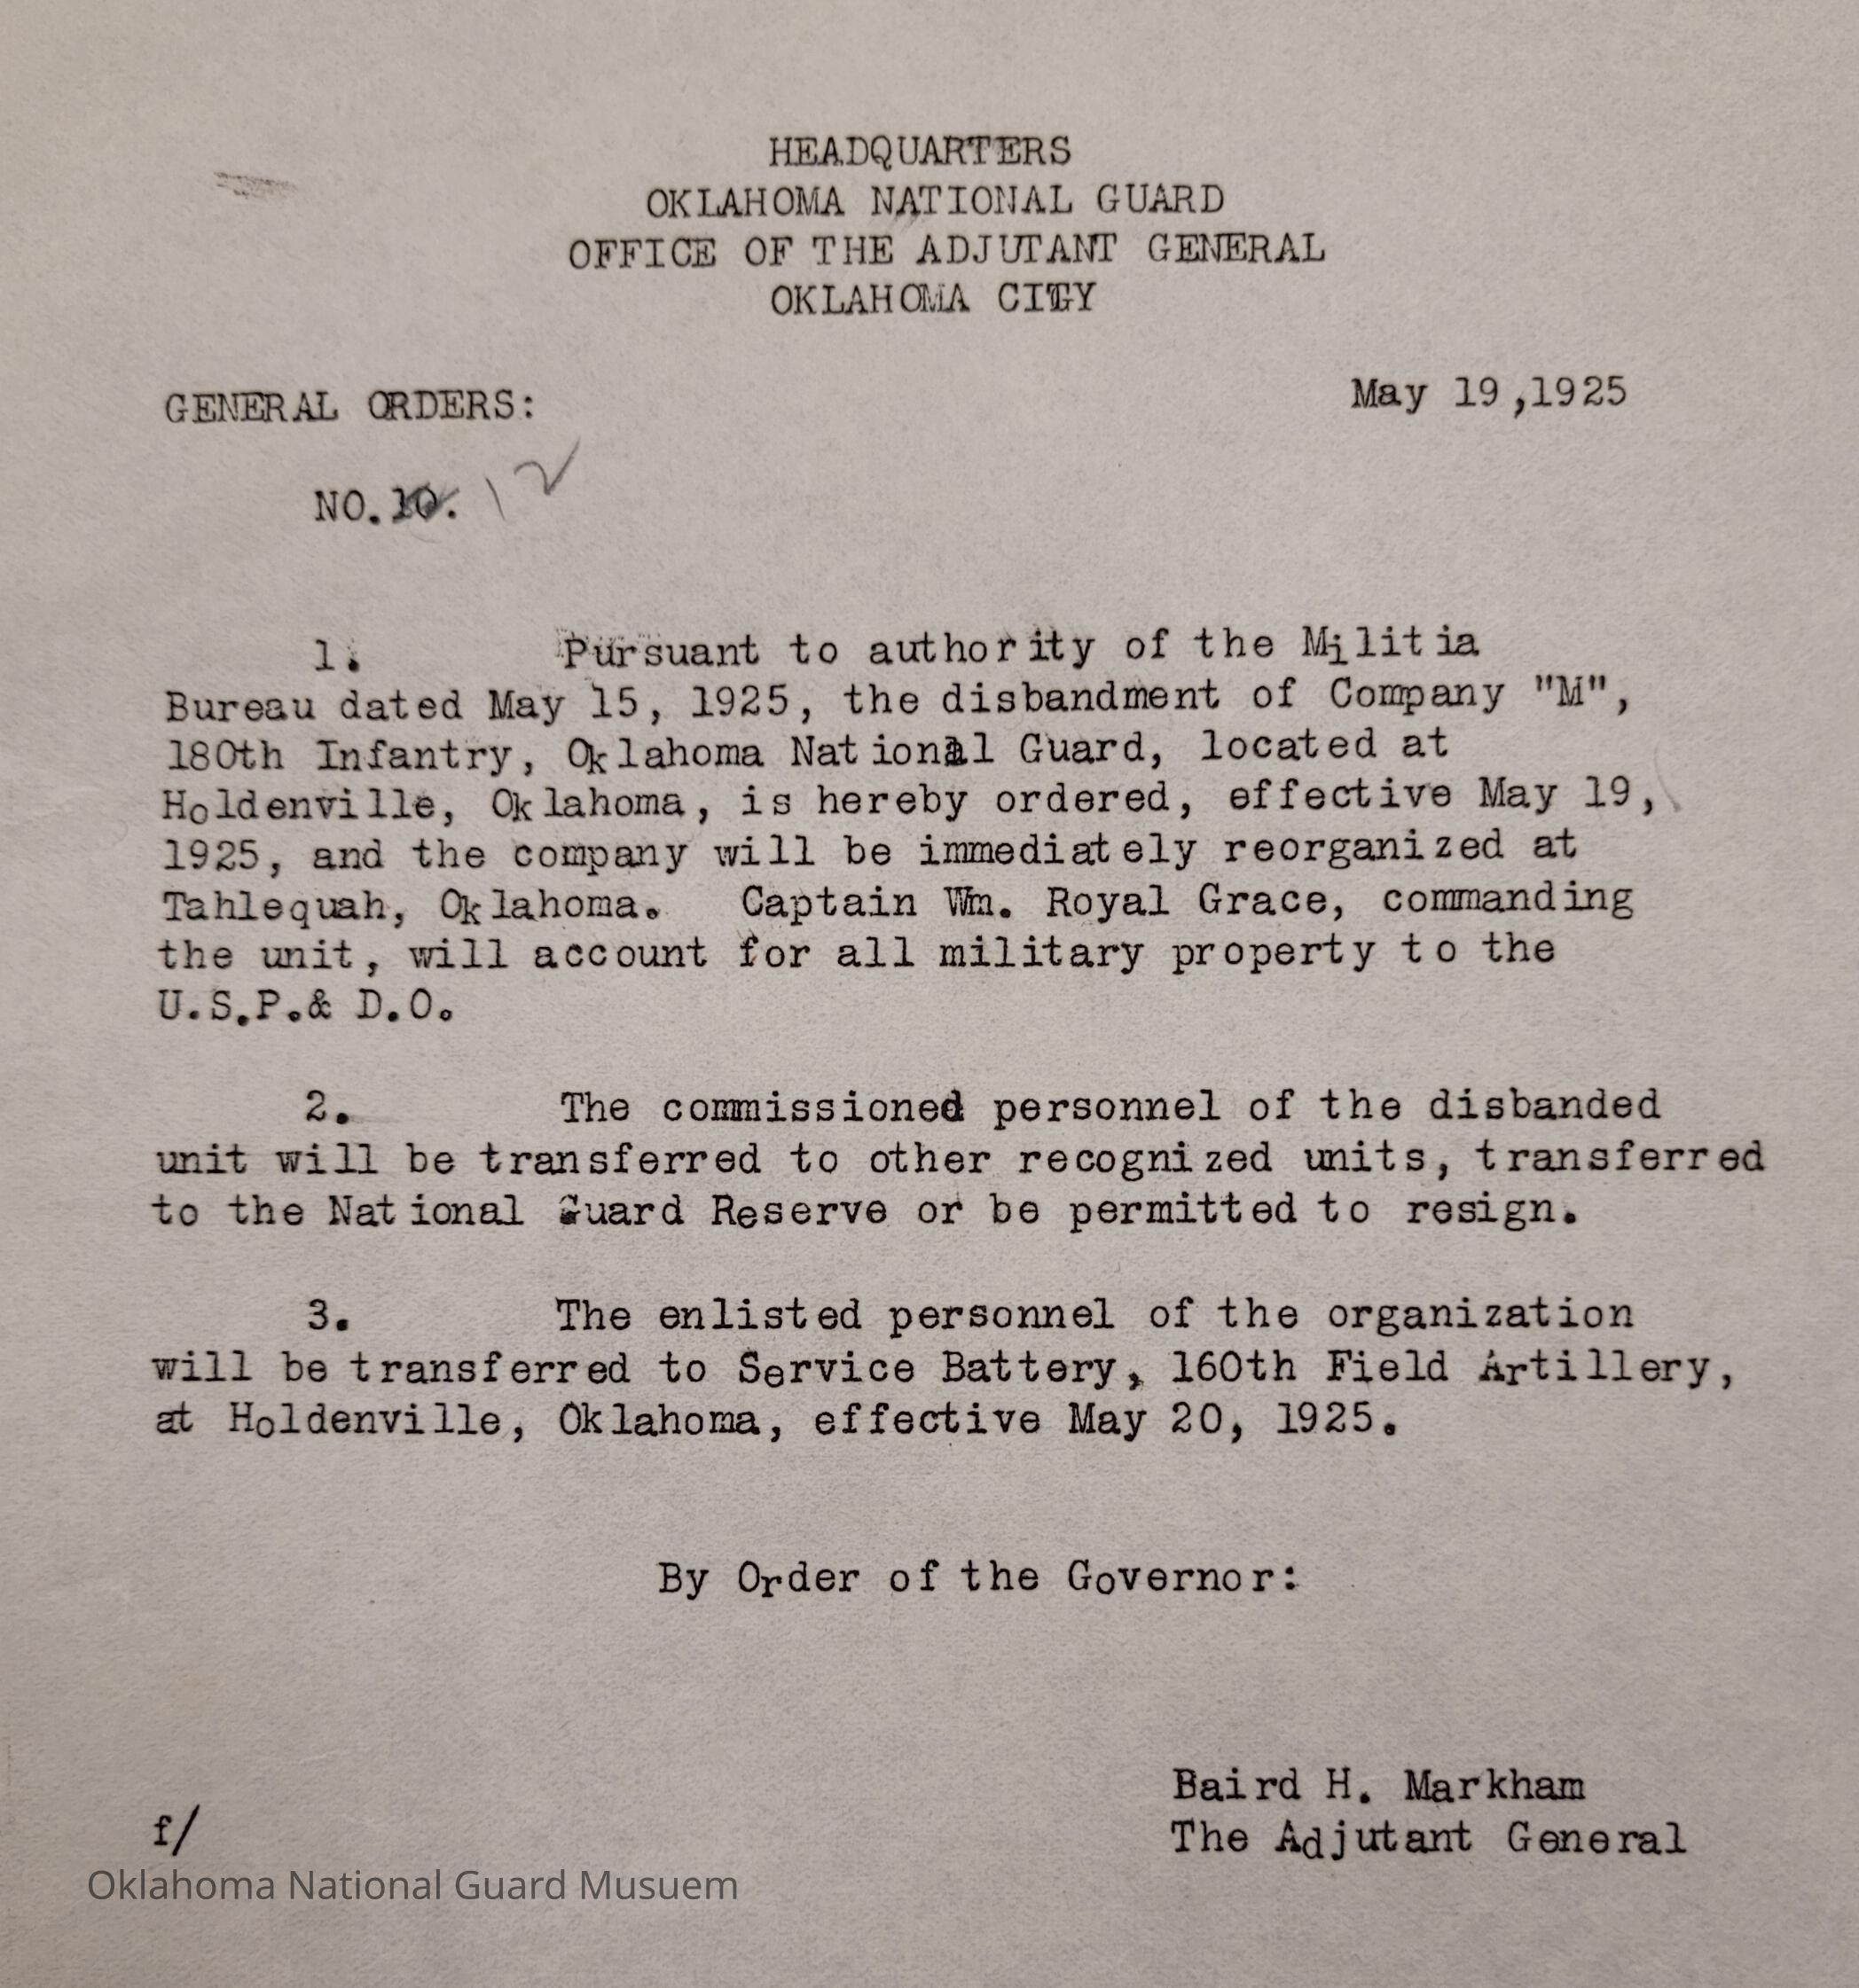 HEADQUARTERS
OKLAHOMA NATIONAL GUARD
OFFICE OF THE ADJUTANT GENERAL
OKLAHOMA CITY
GENERAL ORDERS:
May 19,1925
NO.10. 12
1. Pursuant to authority of the Militia
Bureau dated May 15, 1925, the disbandment of Company "M",
180th Infantry, Oklahoma National Guard, located at
Holdenville, Oklahoma, is hereby ordered, effective May 19,
1925, and the company will be immediately reorganized at
Tahlequah, Oklahoma. Captain Wm. Royal Grace, commanding
the unit, will account for all military property to the
U.S.P.& D.O.
2. The commissioned personnel of the disbanded
unit will be transferred to other recognized units, transferred
to the National Guard Reserve or be permitted to resign.
3. The enlisted personnel of the organization
will be transferred to Service Battery, 160th Field Artillery,
at Holdenville, Oklahoma, effective May 20, 1925.
By Order of the Governor:
Baird H. Markham
The Adjutant General
f/
Oklahoma National Guard Musuem